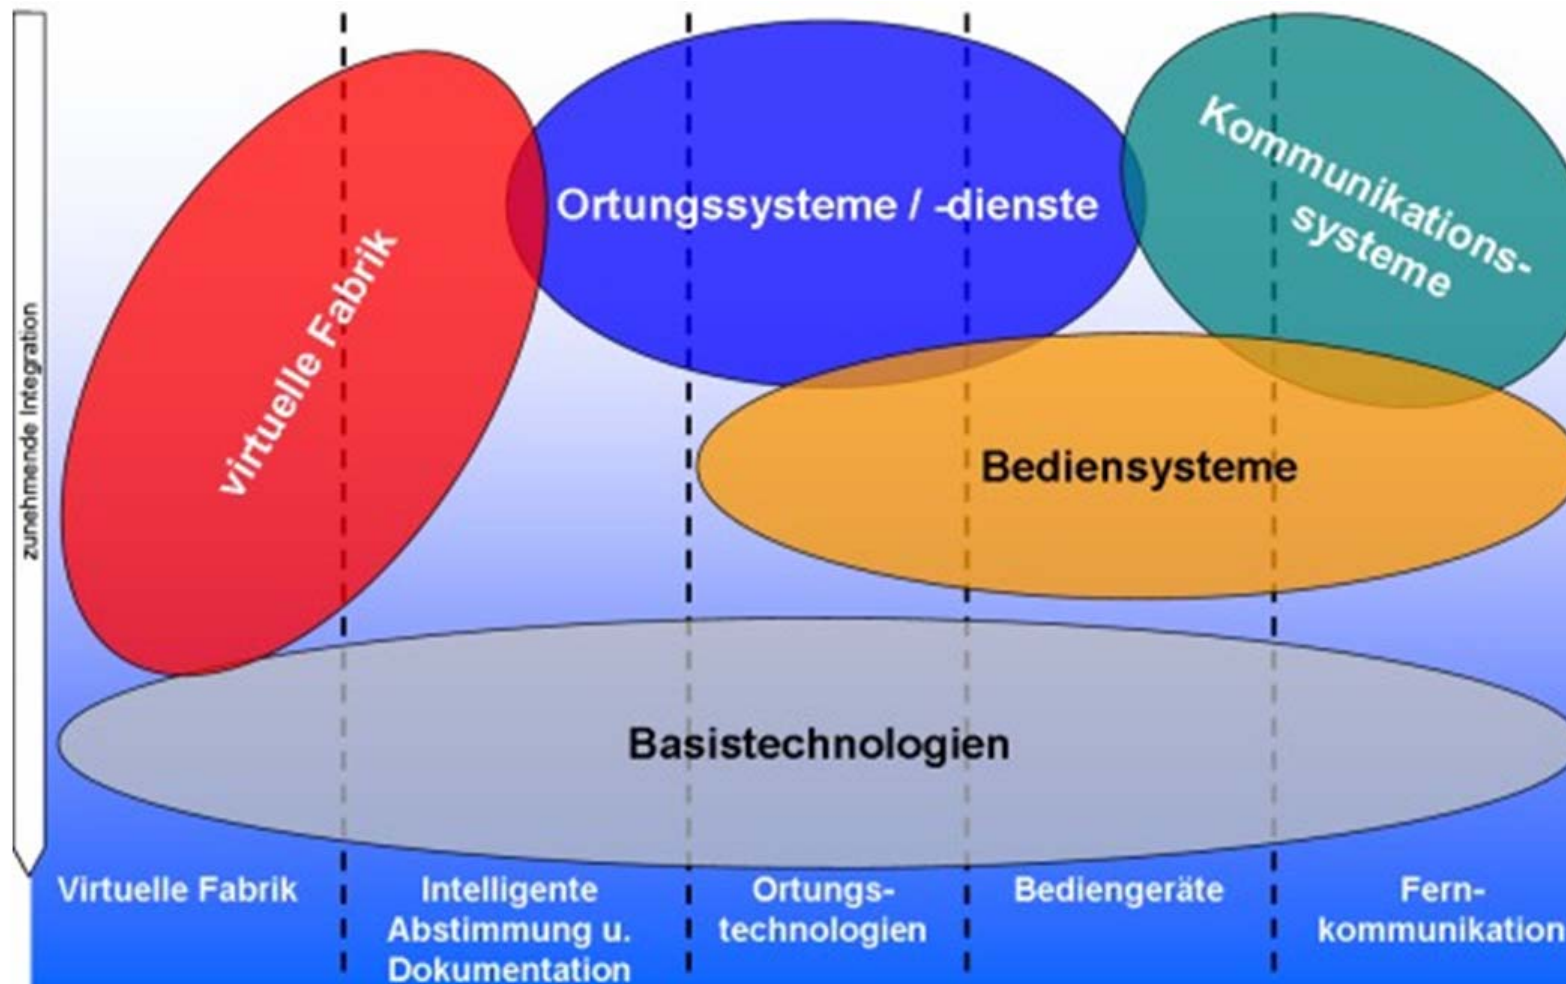 zunehmende Integration
virtuelle Fabrik
Ortungssysteme / -dienste
Kommunikations-
systeme
Bediensysteme
Basistechnologien
Virtuelle Fabrik
Intelligente
Abstimmung u.
Dokumentation
Ortungs-
technologien
Bediengeräte
Fern-
kommunikation